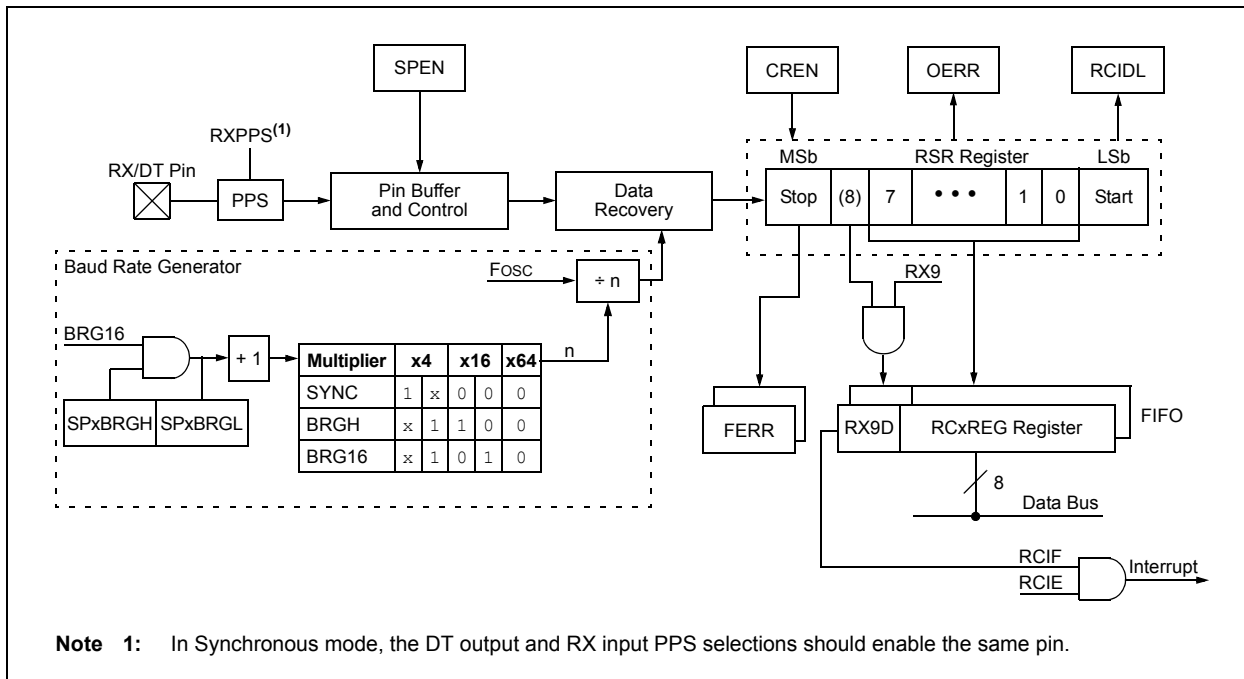 SPEN
CREN
OERR
RCIDL
RXPPS(1)
RX/DT Pin
PPS
Pin Buffer
and Control
Data
Recovery
MSb
RSR Register
LSb
Stop (8) 7 • • • 1 0 Start
Baud Rate Generator
FOSC
÷ n
RX9
BRG16
+ 1
n
Multiplier x4 x16 x64
SYNC 1 x 0 0 0
BRGH x 1 1 0 0
BRG16 x 1 0 1 0
SPxBRGH SPxBRGL
FERR
RX9D RCxREG Register
FIFO
8
Data Bus
RCIF
RCIE
Interrupt
Note 1: In Synchronous mode, the DT output and RX input PPS selections should enable the same pin.